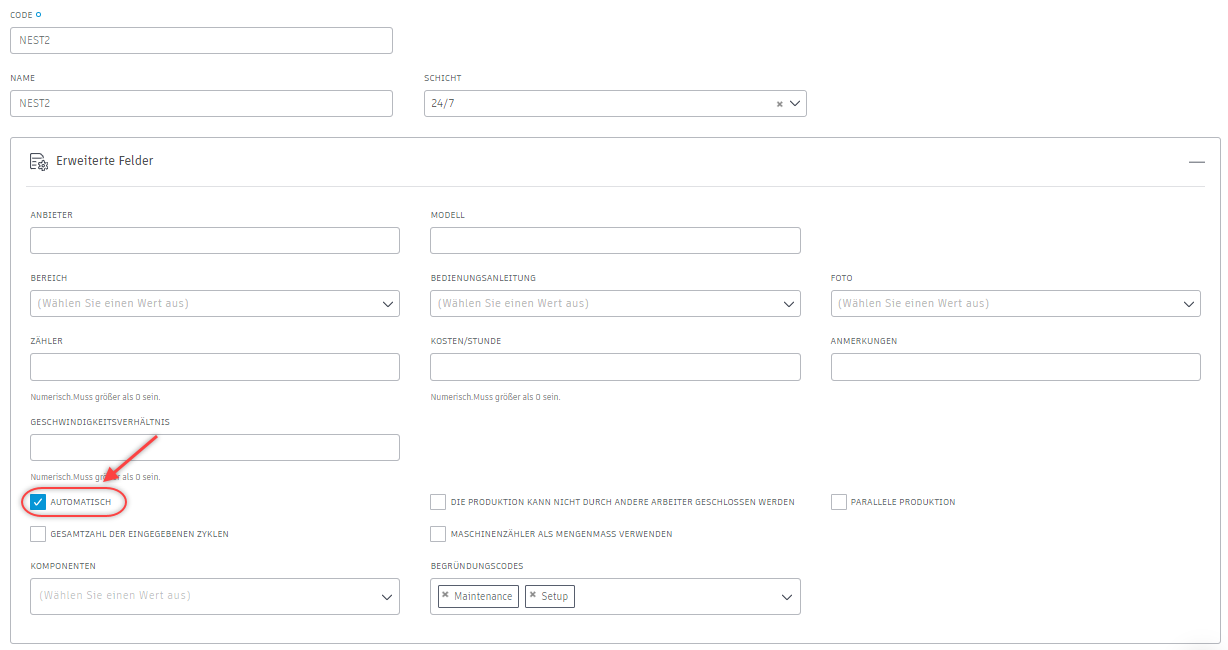 CODE
NEST2
NAME
SCHICHT
NEST2
24/7
Erweiterte Felder
ANBIETER
MODELL
BEREICH
BEDIENUNGSANLEITUNG
FOTO
(Wählen Sie einen Wert aus)
(Wählen Sie einen Wert aus)
(Wählen Sie einen Wert aus)
ZÄHLER
KOSTEN/STUNDE
ANMERKUNGEN
Numerisch.Muss größer als 0 sein.
Numerisch.Muss größer als 0 sein.
GESCHWINDIGKEITSVERHÄLTNIS
Numerisch.Muss größer als 0 sein.
AUTOMATISCH
DIE PRODUKTION KANN NICHT DURCH ANDERE ARBEITER GESCHLOSSEN WERDEN
PARALLELE PRODUKTION
GESAMTZAHL DER EINGEGEBENEN ZYKLEN
MASCHINENZÄHLER ALS MENGENMASS VERWENDEN
KOMPONENTEN
BEGRÜNDUNGSCODES
(Wählen Sie einen Wert aus)
Maintenance
Setup